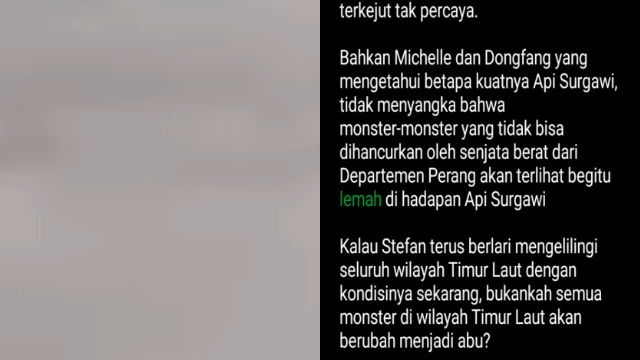 terkejut tak percaya.
Bahkan Michelle dan Dongfang yang
mengetahui betapa kuatnya Api Surgawi,
tidak menyangka bahwa
monster-monster yang tidak bisa
dihancurkan oleh senjata berat dari
Departemen Perang akan terlihat begitu
lemah di hadapan Api Surgawi
Kalau Stefan terus berlari mengelilingi
seluruh wilayah Timur Laut dengan
kondisinya sekarang, bukankah semua
monster di wilayah Timur Laut akan
berubah menjadi abu?